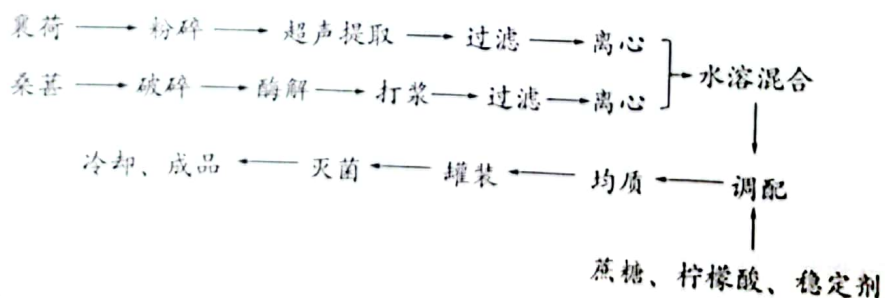 襄荷 → 粉碎 → 超声提取 → 过滤 → 离心
桑葚 → 破碎 → 酶解 → 打浆 → 过滤 → 离心
水溶混合
冷却、成品 ← 灭菌 ← 罐装 ← 均质 ← 调配
蔗糖、柠檬酸、稳定剂